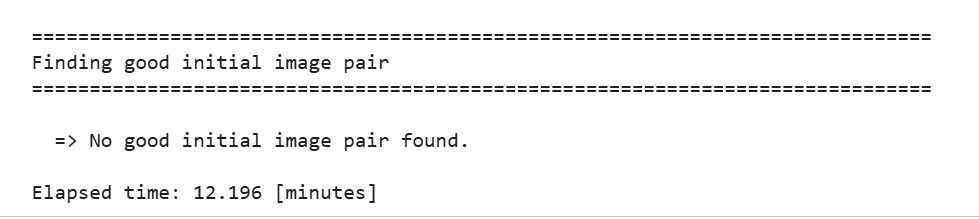 ==============================================================================
Finding good initial image pair
==============================================================================
=> No good initial image pair found.
Elapsed time: 12.196 [minutes]